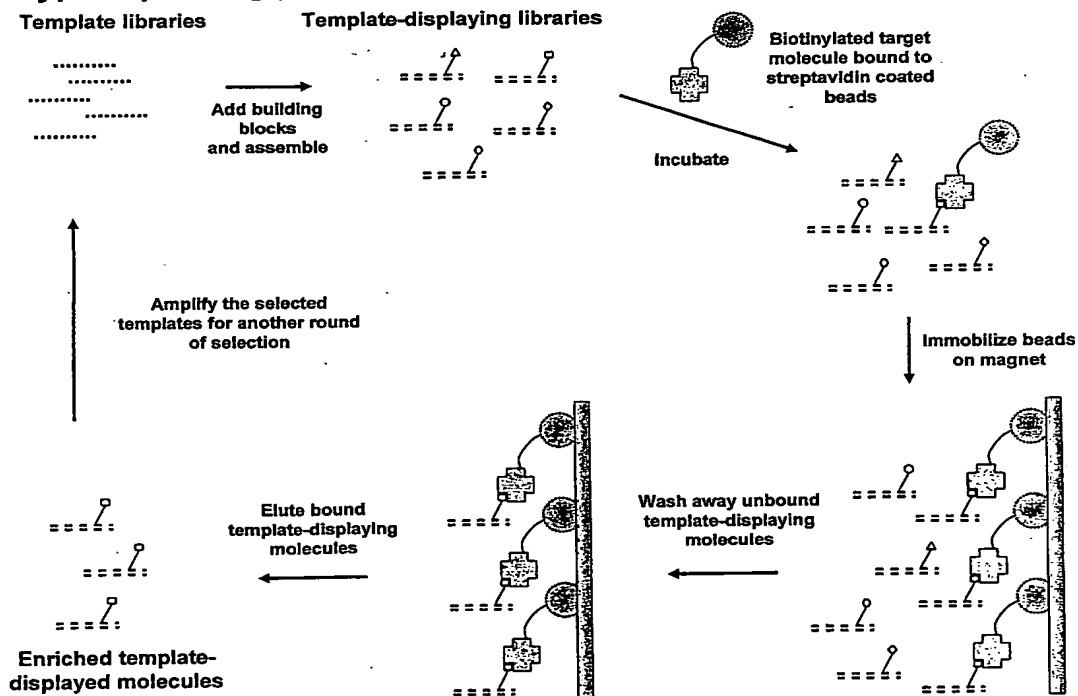 Template libraries
Template-displaying libraries
Add building
blocks
and assemble
Biotinylated target
molecule bound to
streptavidin coated
beads
Incubate
Immobilize beads
on magnet
Wash away unbound
template-displaying
molecules
Elute bound
template-displaying
molecules
Enriched template-
displayed molecules
Amplify the selected
templates for another round
of selection